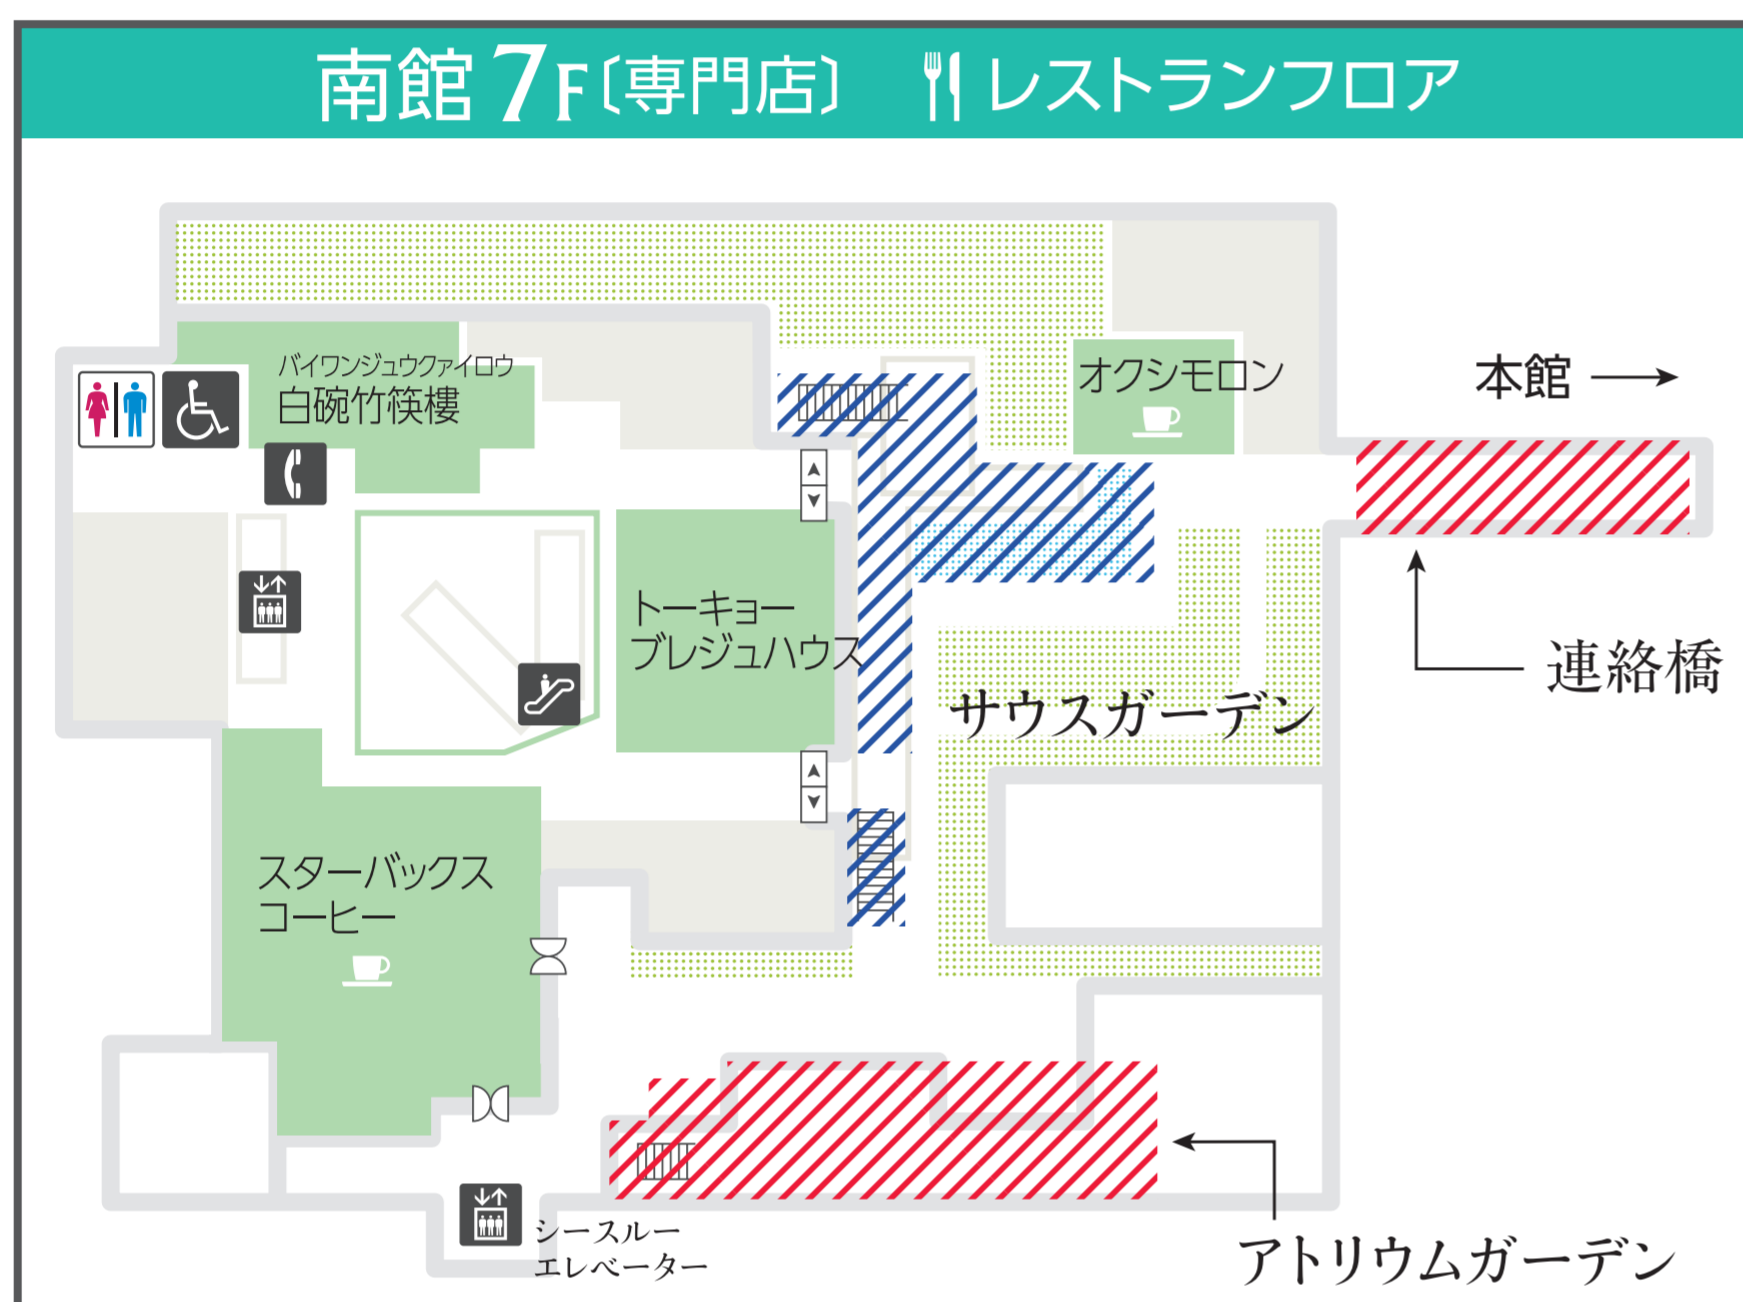 南館 7F〔専門店〕 レストランフロア
バイワンジュウクァイロウ
白碗竹筷樓
オクシモロン
本館
トーキョー
ブレジュハウス
連絡橋
サウスガーデン
スターバックス
コーヒー
シースルー
エレベーター
アトリウムガーデン